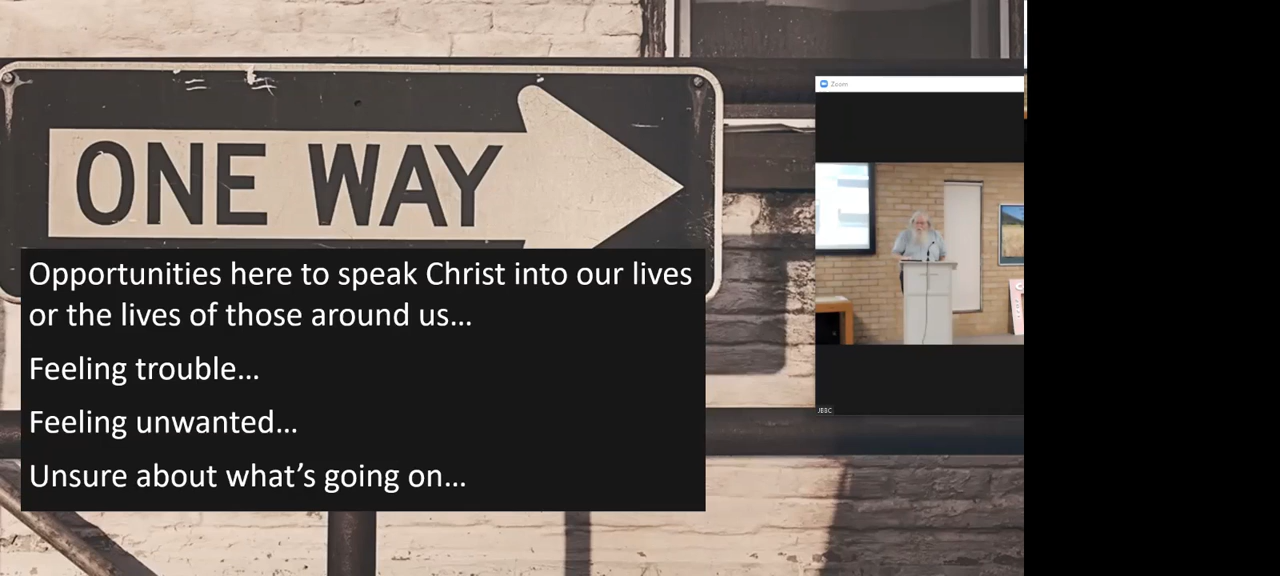 ONE WAY
Zoom
Opportunities here to speak Christ into our lives
or the lives of those around us…
Feeling trouble…
Feeling unwanted…
Unsure about what’s going on…
JEBC